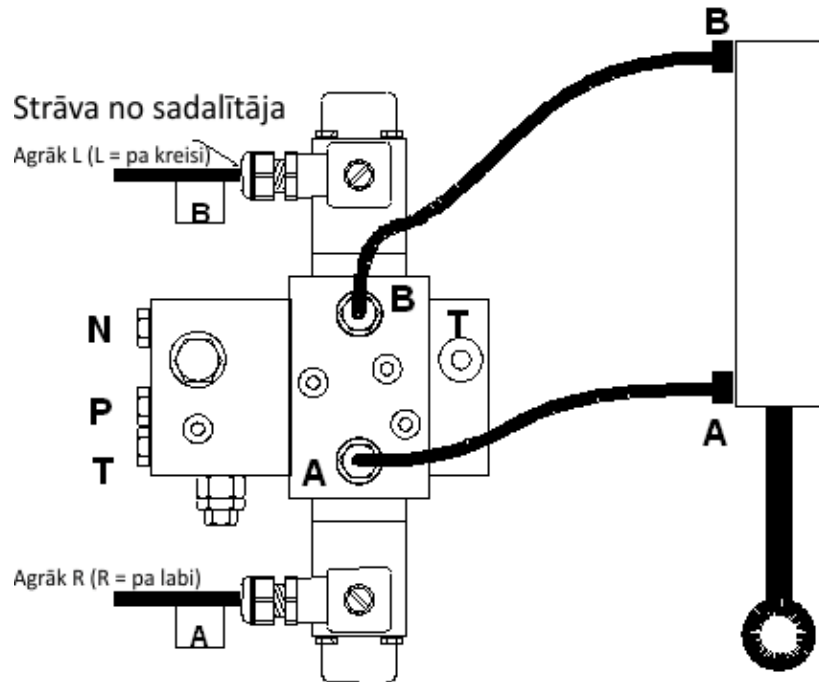 B
Strāva no sadalītāja
Agrāk L (L = pa kreisi)
B
B
N
T
P
A
T
A
Agrāk R (R = pa labi)
A